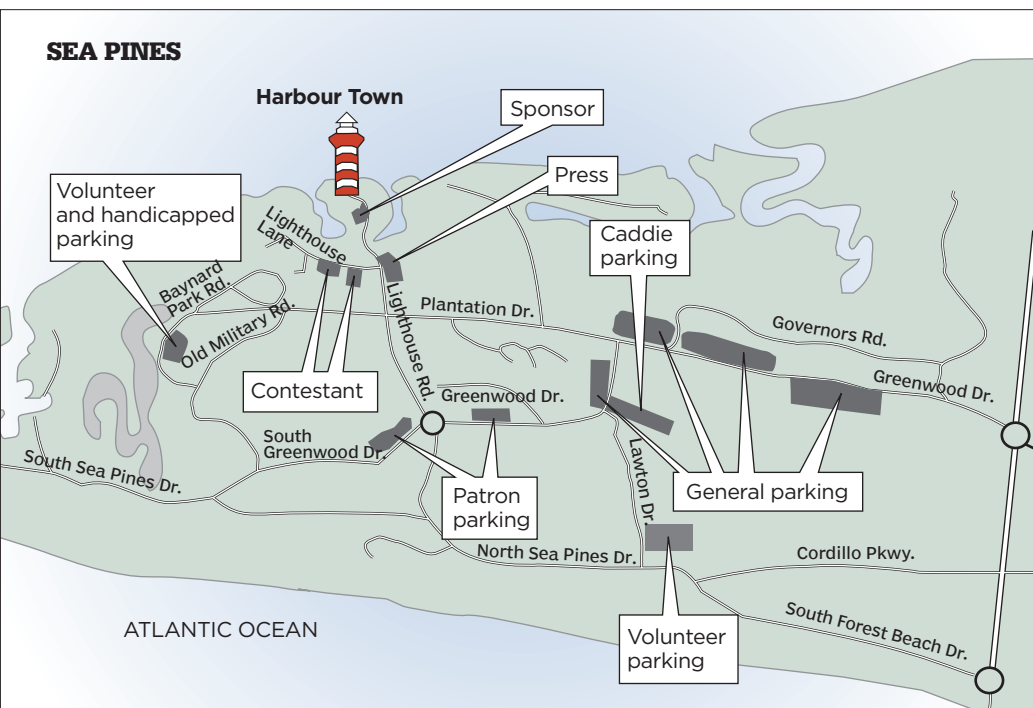 SEA PINES
Harbour Town
Sponsor
Press
Volunteer
and handicapped
parking
Lighthouse
Lane
Caddie
parking
Baynard
Park Rd.
Old Military Rd.
Lighthouse Rd.
Plantation Dr.
Governors Rd.
Contestant
Greenwood Dr.
Greenwood Dr.
South
Greenwood Dr.
South Sea Pines Dr.
Patron
parking
Lawton Dr.
General parking
North Sea Pines Dr.
Cordillo Pkwy.
South Forest Beach Dr.
ATLANTIC OCEAN
Volunteer
parking